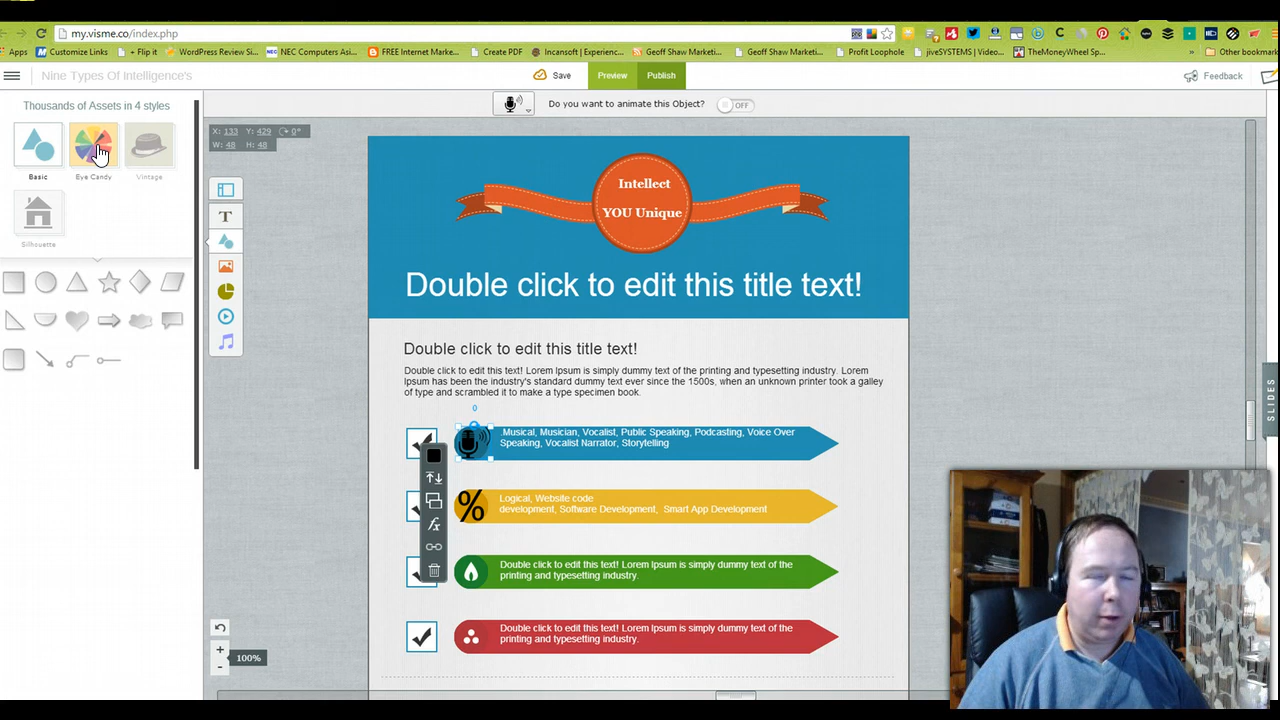 my.visme.co/index.php
Apps
Customize Links
+ Flip it
WordPress Review Si...
NEC Computers Asi...
FREE Internet Marke...
Create PDF
Incansoft | Experienc...
Geoff Shaw Marketi...
Geoff Shaw Marketi...
Profit Loophole
jiveSYSTEMS | Video...
TheMoneyWheel Sp...
»
Other bookmark
Nine Types Of Intelligence's
Save
Preview
Publish
Feedback
Thousands of Assets in 4 styles
Do you want to animate this Object?
OFF
X: 133 Y: 429 0°
W: 48 H: 48
Basic
Eye Candy
Vintage
Silhouette
T
Intellect
YOU Unique
Double click to edit this title text!
Double click to edit this title text!
Double click to edit this text! Lorem Ipsum is simply dummy text of the printing and typesetting industry. Lorem
Ipsum has been the industry's standard dummy text ever since the 1500s, when an unknown printer took a galley
of type and scrambled it to make a type specimen book.
.Musical, Musician, Vocalist, Public Speaking, Podcasting, Voice Over
Speaking, Vocalist Narrator, Storytelling
%
Logical, Website code
development, Software Development, Smart App Development
fx
Double click to edit this text! Lorem Ipsum is simply dummy text of the
printing and typesetting industry.
Double click to edit this text! Lorem Ipsum is simply dummy text of the
printing and typesetting industry.
SLIDES
+
100%
-